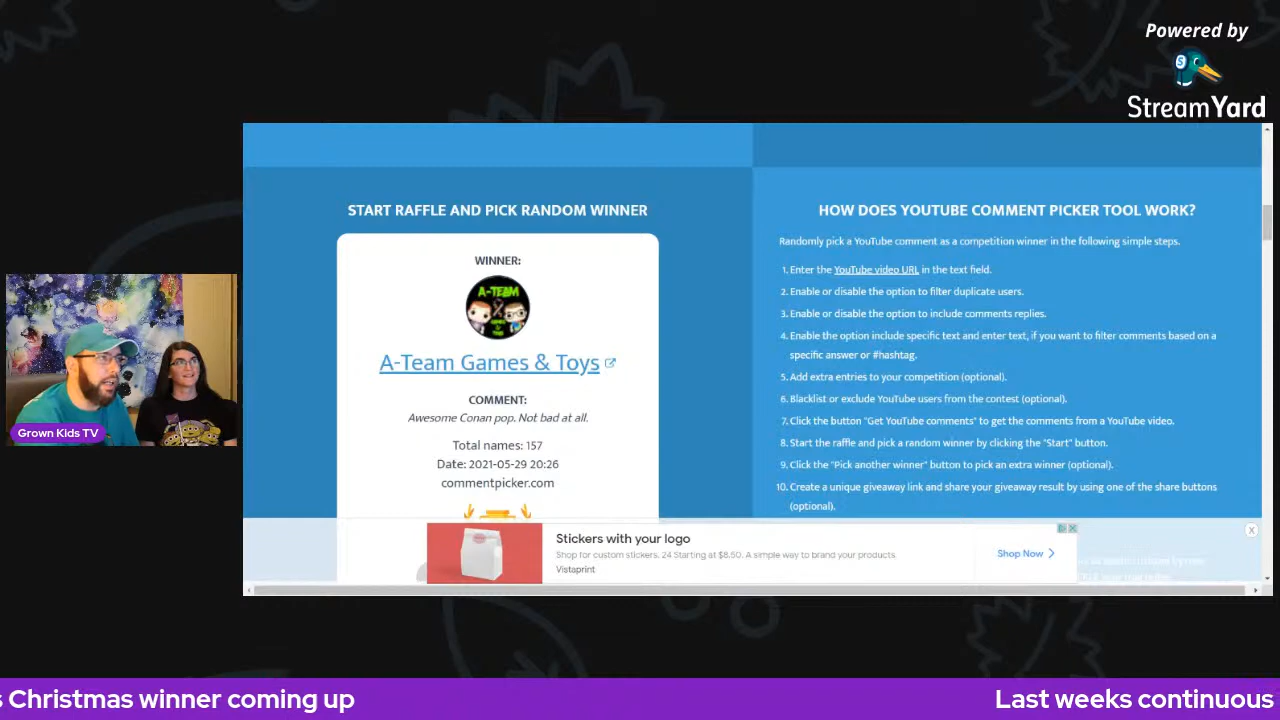 Powered by
StreamYard
START RAFFLE AND PICK RANDOM WINNER
WINNER:
A-TEAM
A-Team Games & Toys
COMMENT:
Awesome Conan pop. Not bad at all.
Total names: 157
Date: 2021-05-29 20:26
commentpicker.com
HOW DOES YOUTUBE COMMENT PICKER TOOL WORK?
Randomly pick a YouTube comment as a competition winner in the following simple steps.
1. Enter the YouTube video URL in the text field.
2. Enable or disable the option to filter duplicate users.
3. Enable or disable the option to include comments replies.
4. Enable the option include specific text and enter text, if you want to filter comments based on a
specific answer or #hashtag.
5. Add extra entries to your competition (optional).
6. Blacklist or exclude YouTube users from the contest (optional).
7. Click the button "Get YouTube comments" to get the comments from a YouTube video.
8. Start the raffle and pick a random winner by clicking the "Start" button.
9. Click the "Pick another winner" button to pick an extra winner (optional).
10. Create a unique giveaway link and share your giveaway result by using one of the share buttons
(optional).
Stickers with your logo
Shop for custom stickers. 24 Starting at $8.50. A simple way to brand your products.
Vistaprint
Shop Now
Grown Kids TV
s Christmas winner coming up
Last weeks continuous